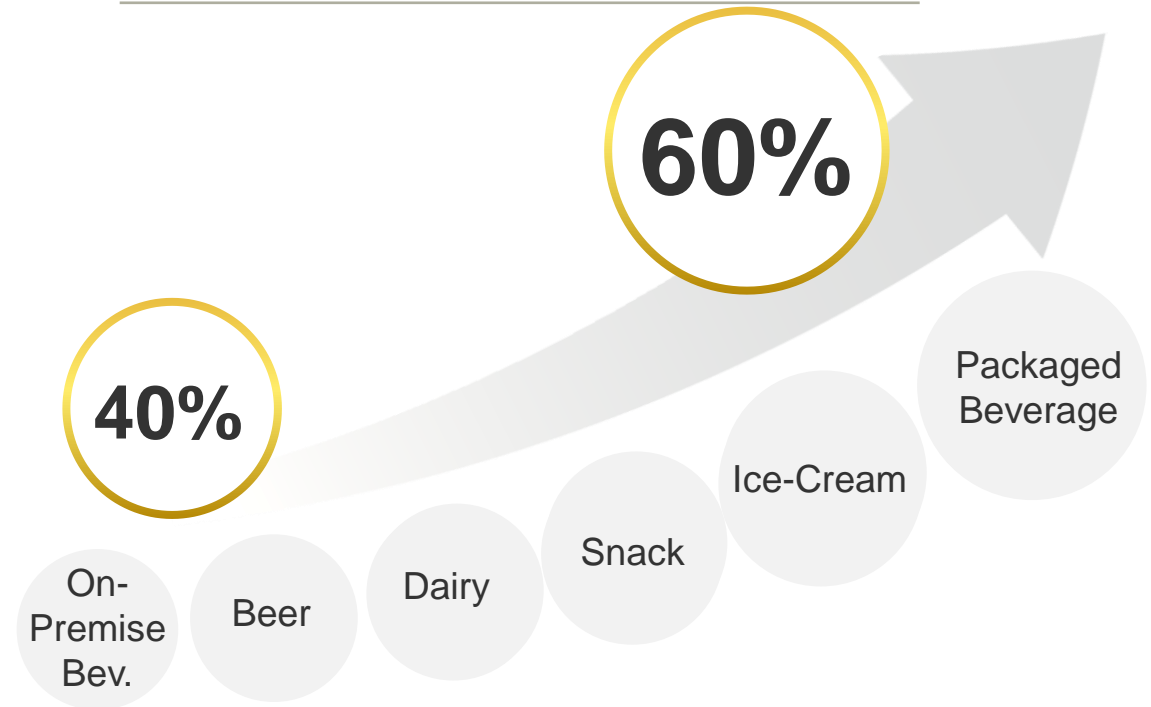 60%
40%
Packaged
Beverage
Ice-Cream
Snack
Dairy
Beer
On-
Premise
Bev.